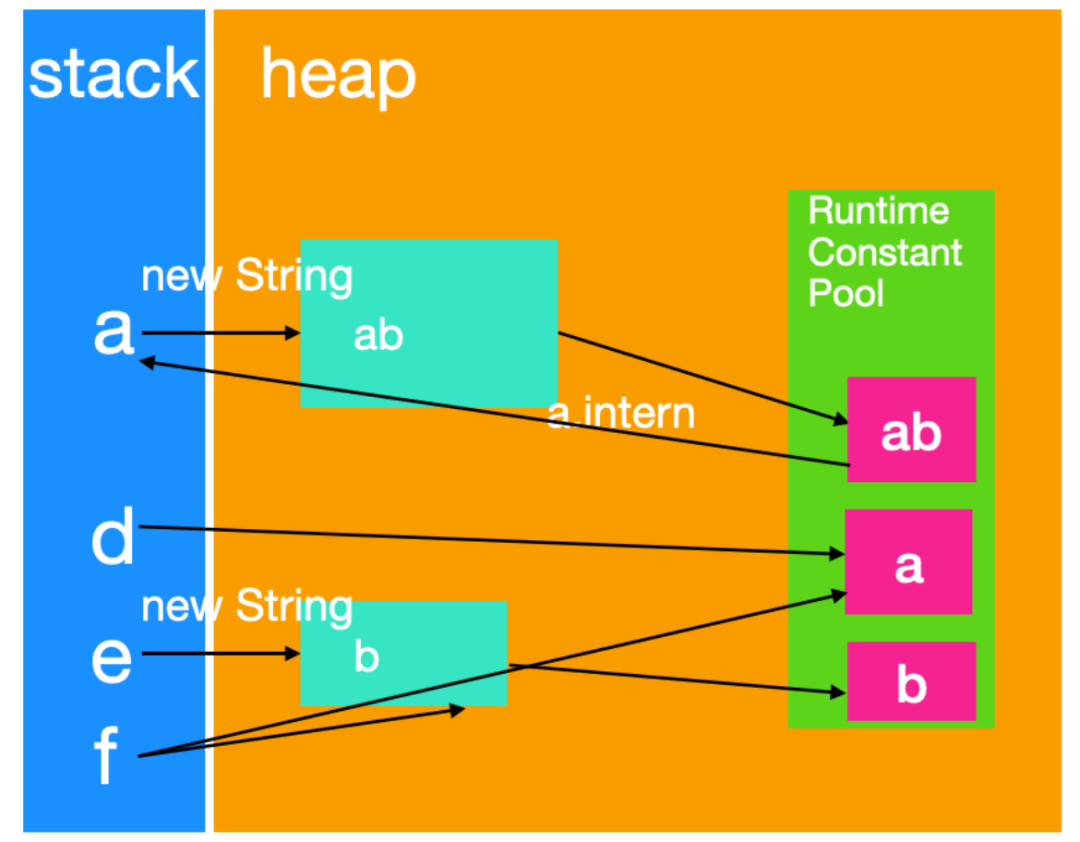 stack
heap
Runtime
Constant
Pool
new String
a
ab
a.intern
ab
d
a
new String
e
b
b
f